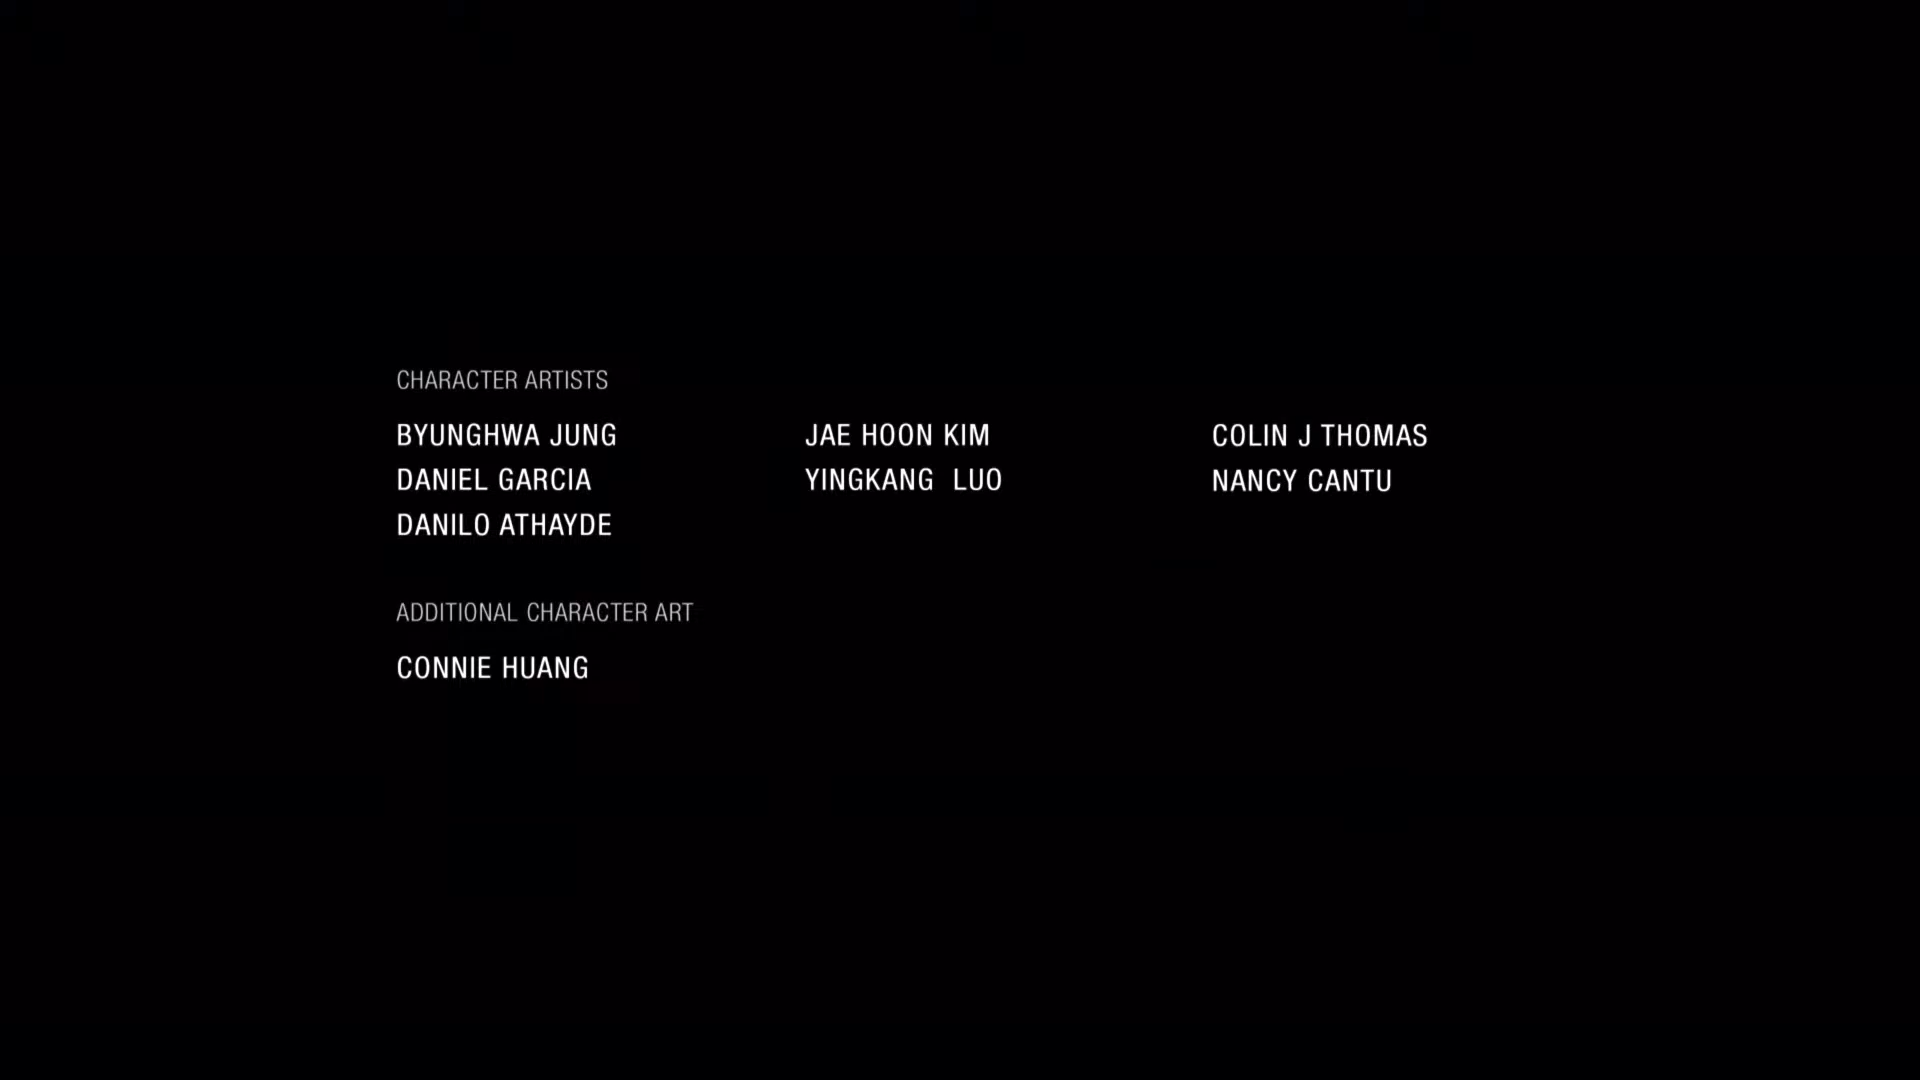 CHARACTER ARTISTS
BYUNGHWA JUNG
DANIEL GARCIA
DANILO ATHAYDE
JAE HOON KIM
YINGKANG  LUO
COLIN J THOMAS
NANCY CANTU
ADDITIONAL CHARACTER ART
CONNIE HUANG